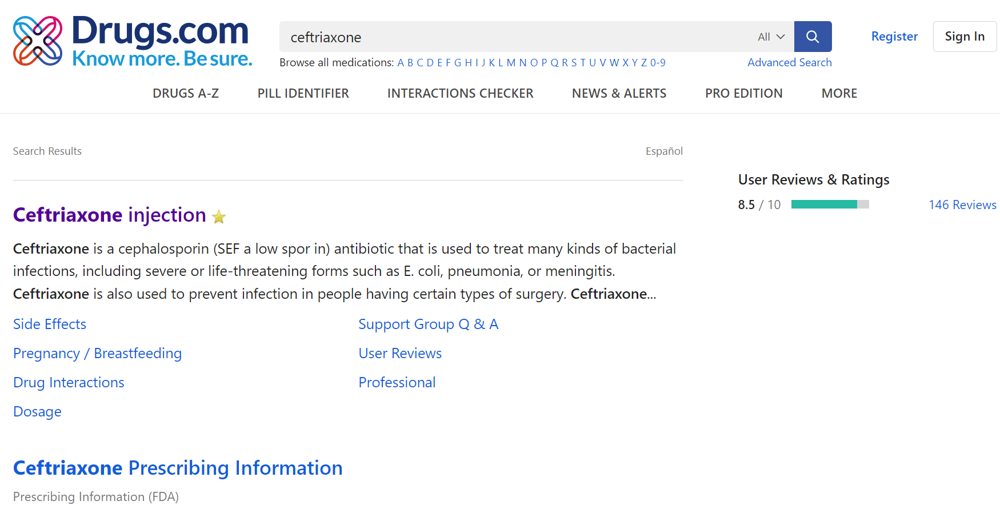 Drugs.com
Know more. Be sure.
ceftriaxone
All
Register
Sign In
Browse all medications: A B C D E F G H I J K L M N O P Q R S T U V W X Y Z 0-9
Advanced Search
DRUGS A-Z PILL IDENTIFIER INTERACTIONS CHECKER NEWS & ALERTS PRO EDITION MORE
Search Results
Español
User Reviews & Ratings
8.5 / 10
146 Reviews
Ceftriaxone injection
Ceftriaxone is a cephalosporin (SEF a low spor in) antibiotic that is used to treat many kinds of bacterial
infections, including severe or life-threatening forms such as E. coli, pneumonia, or meningitis.
Ceftriaxone is also used to prevent infection in people having certain types of surgery. Ceftriaxone...
Side Effects
Pregnancy / Breastfeeding
Drug Interactions
Dosage
Support Group Q & A
User Reviews
Professional
Ceftriaxone Prescribing Information
Prescribing Information (FDA)